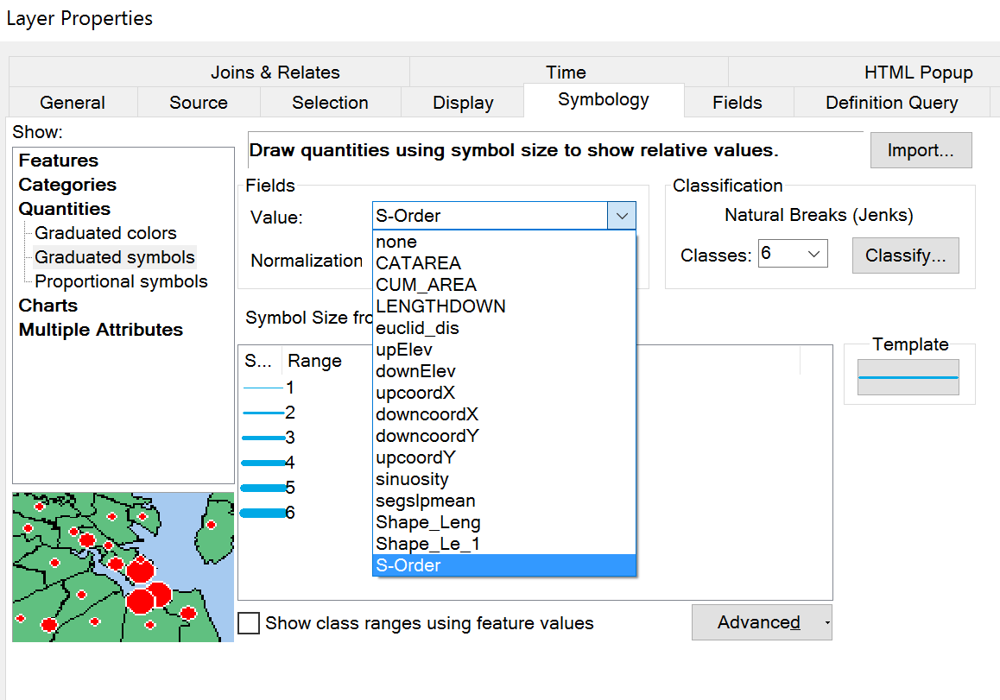 Layer Properties
Joins & Relates Time HTML Popup
General Source Selection Display Symbology Fields Definition Query
Show:
Features
Categories
Quantities
Graduated colors
Graduated symbols
Proportional symbols
Charts
Multiple Attributes
Draw quantities using symbol size to show relative values.
Import...
Fields
Value: S-Order
Normalization
none
CATAREA
CUM_AREA
LENGTHDOWN
euclid_dis
upElev
downElev
upcoordX
downcoordX
downcoordY
upcoordY
sinuosity
segslpmean
Shape_Leng
Shape_Le_1
S-Order
Classification
Natural Breaks (Jenks)
Classes: 6 Classify...
Symbol Size fro
S... Range
1
2
3
4
5
6
Template
Show class ranges using feature values
Advanced